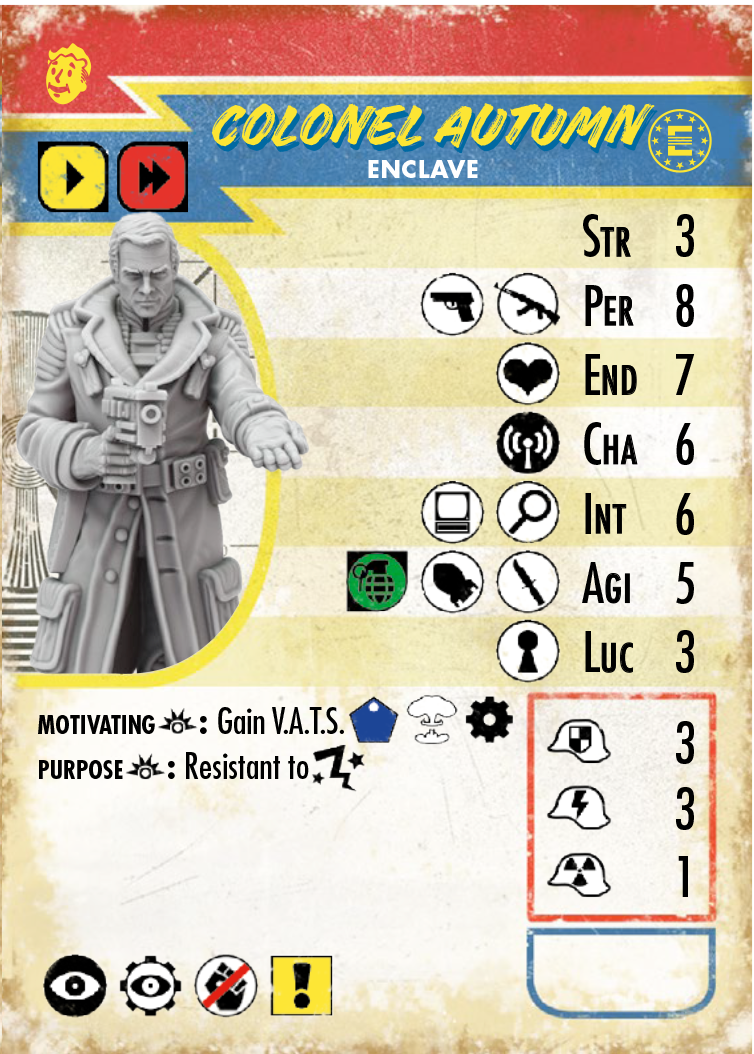 COLONEL AUTUMN
ENCLAVE
STR 3
PER 8
END 7
CHA 6
INT 6
AGI 5
LUC 3
MOTIVATING : Gain V.A.T.S.
PURPOSE : Resistant to
3
3
1
!